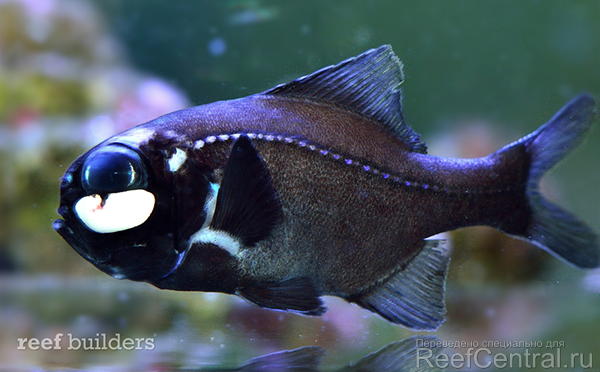 reef builders
Переведено специально для
ReefCentral.ru